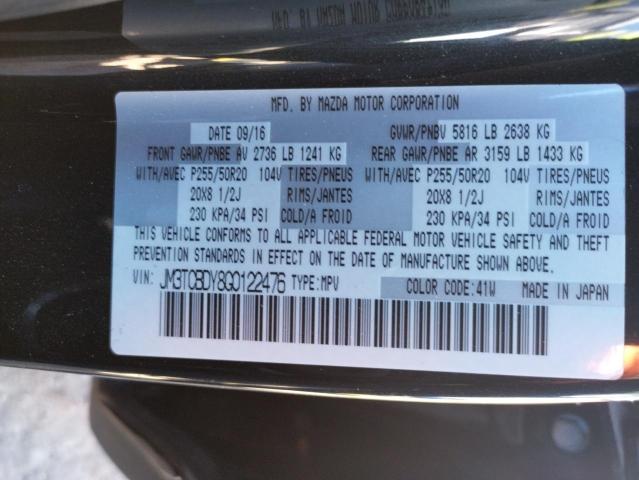 MFD. BY MAZDA MOTOR CORPORATION
DATE 09/16 GVWR/PNBV 5816 LB 2638 KG
FRONT GAWR/PNBE AV 2736 LB 1241 KG REAR GAWR/PNBE AR 3159 LB 1433 KG
WITH/AVEC P255/50R20 104V TIRES/PNEUS WITH/AVEC P255/50R20 104V TIRES/PNEUS
20X8 1/2J RIMS/JANTES 20X8 1/2J RIMS/JANTES
230 KPA/34 PSI COLD/A FROID 230 KPA/34 PSI COLD/A FROID
THIS VEHICLE CONFORMS TO ALL APPLICABLE FEDERAL MOTOR VEHICLE SAFETY AND THEFT
PREVENTION STANDARDS IN EFFECT ON THE DATE OF MANUFACTURE SHOWN ABOVE.
VIN: JM3TCBDY8G0122476 TYPE:MPV COLOR CODE:41W MADE IN JAPAN